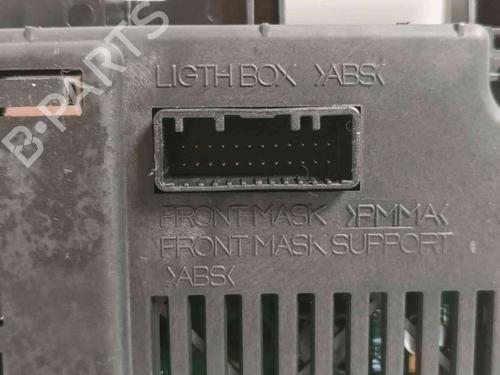 B-PARTS
LIGTH BOX >ABS<
FRONT MASK >PMMA<
FRONT MASK SUPPORT
>ABS<